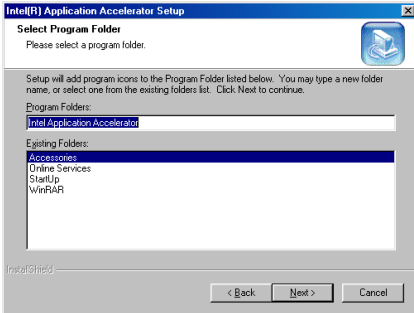 Intel(R) Application Accelerator Setup
Select Program Folder
Please select a program folder.
Setup will add program icons to the Program Folder listed below. You may type a new folder
name, or select one from the existing folders list. Click Next to continue.
Program Folders:
Intel Application Accelerator
Existing Folders:
Accessories
Online Services
StartUp
WinRAR
InstallShield
< Back Next > Cancel